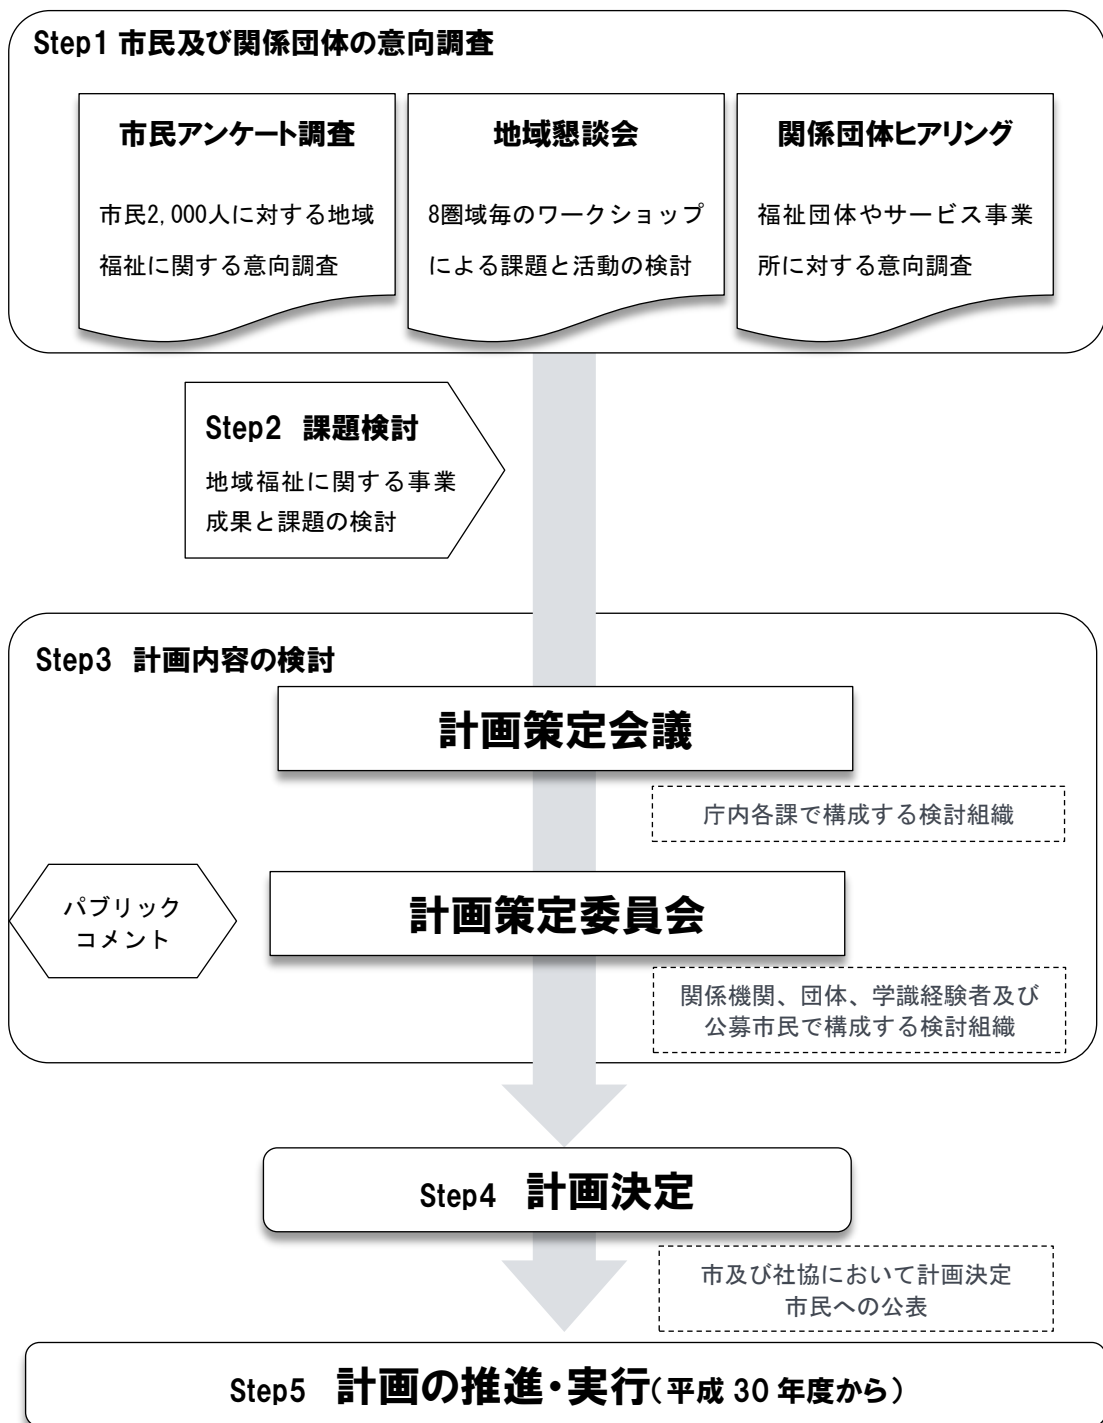 Step1 市民及び関係団体の意向調査
市民アンケート調査
市民2,000人に対する地域
福祉に関する意向調査
地域懇談会
8圏域毎のワークショップ
による課題と活動の検討
関係団体ヒアリング
福祉団体やサービス事業
所に対する意向調査
Step2 課題検討
地域福祉に関する事業
成果と課題の検討
Step3 計画内容の検討
計画策定会議
庁内各課で構成する検討組織
パブリック
コメント
計画策定委員会
関係機関、団体、学識経験者及び
公募市民で構成する検討組織
Step4 計画決定
市及び社協において計画決定
市民への公表
Step5 計画の推進・実行（平成 30 年度から）